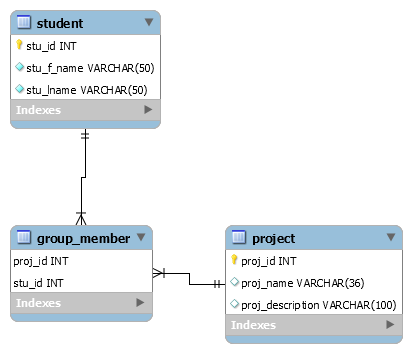 student
stu_id INT
stu_f_name VARCHAR(50)
stu_lname VARCHAR(50)
Indexes
group_member
proj_id INT
stu_id INT
Indexes
project
proj_id INT
proj_name VARCHAR(36)
proj_description VARCHAR(100)
Indexes